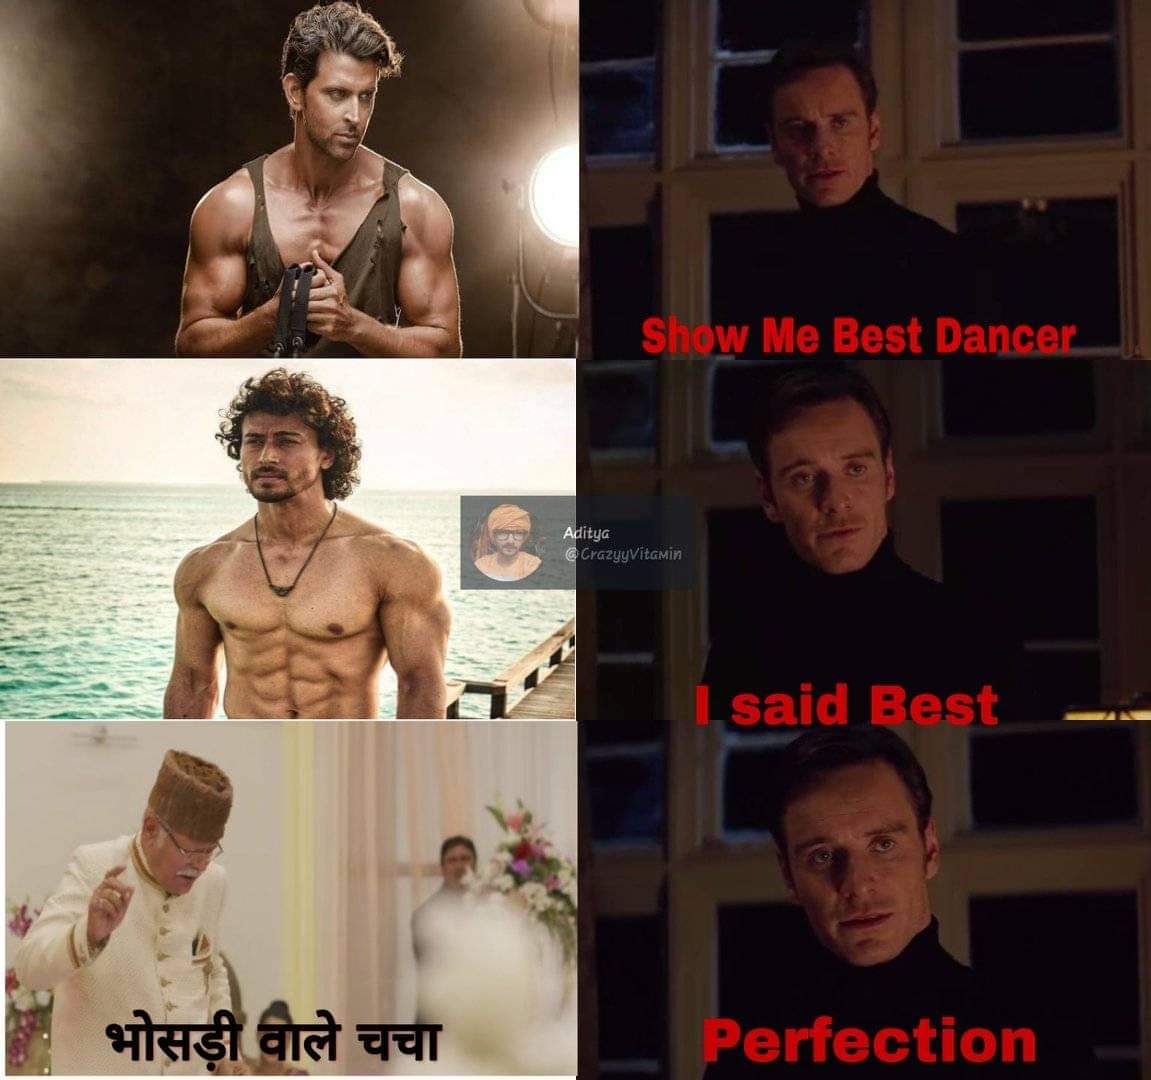 Show Me Best Dancer
Aditya
@CrazyyVitamin
I said Best
भोसड़ी वाले चचा
Perfection